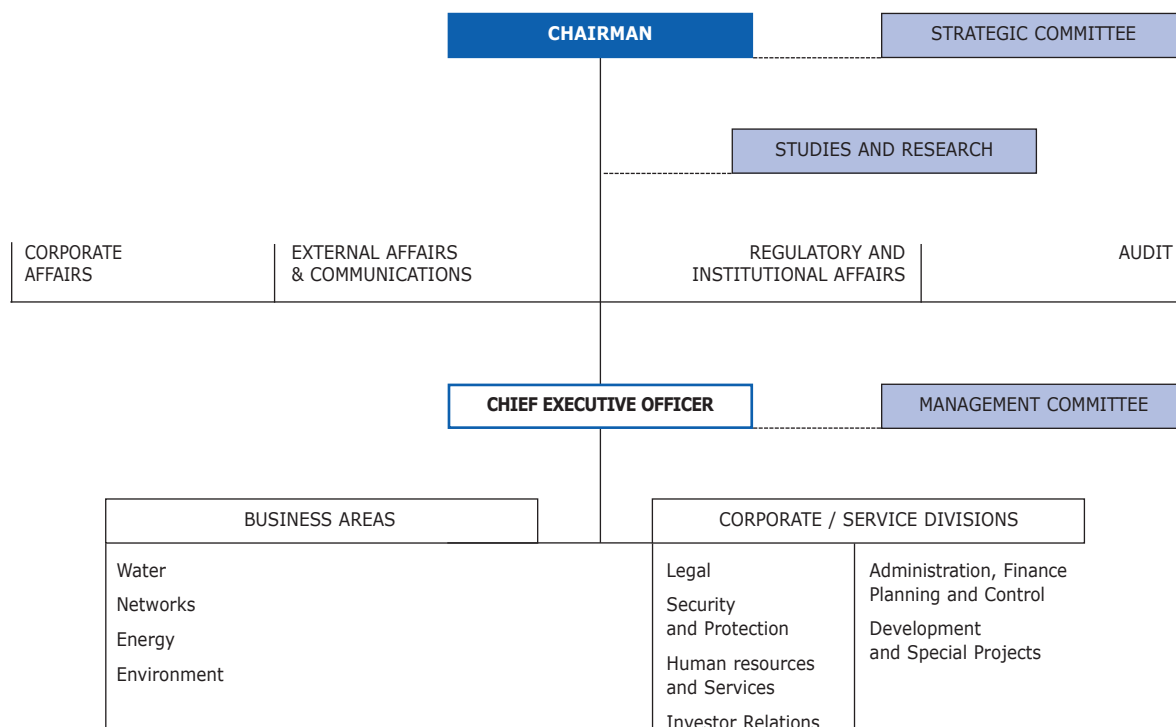 CHAIRMAN
STRATEGIC COMMITTEE
STUDIES AND RESEARCH
CORPORATE
AFFAIRS
EXTERNAL AFFAIRS
& COMMUNICATIONS
REGULATORY AND
INSTITUTIONAL AFFAIRS
AUDIT
CHIEF EXECUTIVE OFFICER
MANAGEMENT COMMITTEE
BUSINESS AREAS
Water
Networks
Energy
Environment
CORPORATE / SERVICE DIVISIONS
Legal
Security
and Protection
Human resources
and Services
Investor Relations
Administration, Finance
Planning and Control
Development
and Special Projects